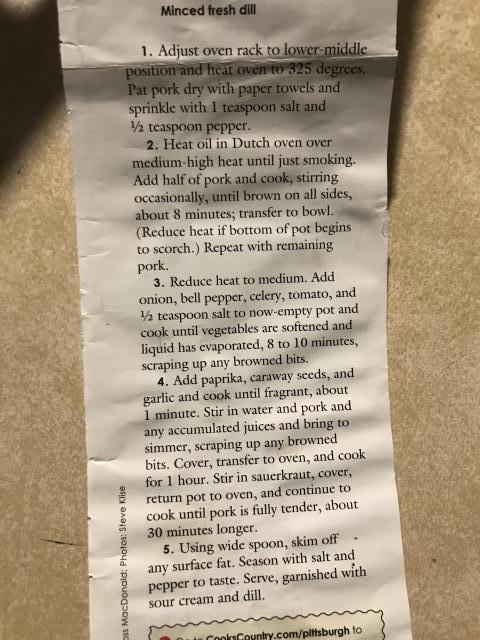 Minced fresh dill
1. Adjust oven rack to lower-middle
position and heat oven to 325 degrees.
Pat pork dry with paper towels and
sprinkle with 1 teaspoon salt and
½ teaspoon pepper.
2. Heat oil in Dutch oven over
medium-high heat until just smoking.
Add half of pork and cook, stirring
occasionally, until brown on all sides,
about 8 minutes; transfer to bowl.
(Reduce heat if bottom of pot begins
to scorch.) Repeat with remaining
pork.
3. Reduce heat to medium. Add
onion, bell pepper, celery, tomato, and
½ teaspoon salt to now-empty pot and
cook until vegetables are softened and
liquid has evaporated, 8 to 10 minutes,
scraping up any browned bits.
4. Add paprika, caraway seeds, and
garlic and cook until fragrant, about
1 minute. Stir in water and pork and
any accumulated juices and bring to
simmer, scraping up any browned
bits. Cover, transfer to oven, and cook
for 1 hour. Stir in sauerkraut, cover,
return pot to oven, and continue to
cook until pork is fully tender, about
30 minutes longer.
5. Using wide spoon, skim off
any surface fat. Season with salt and
pepper to taste. Serve, garnished with
sour cream and dill.
MacDonald; Photos: Steve Klise
CooksCountry.com/pittsburgh to